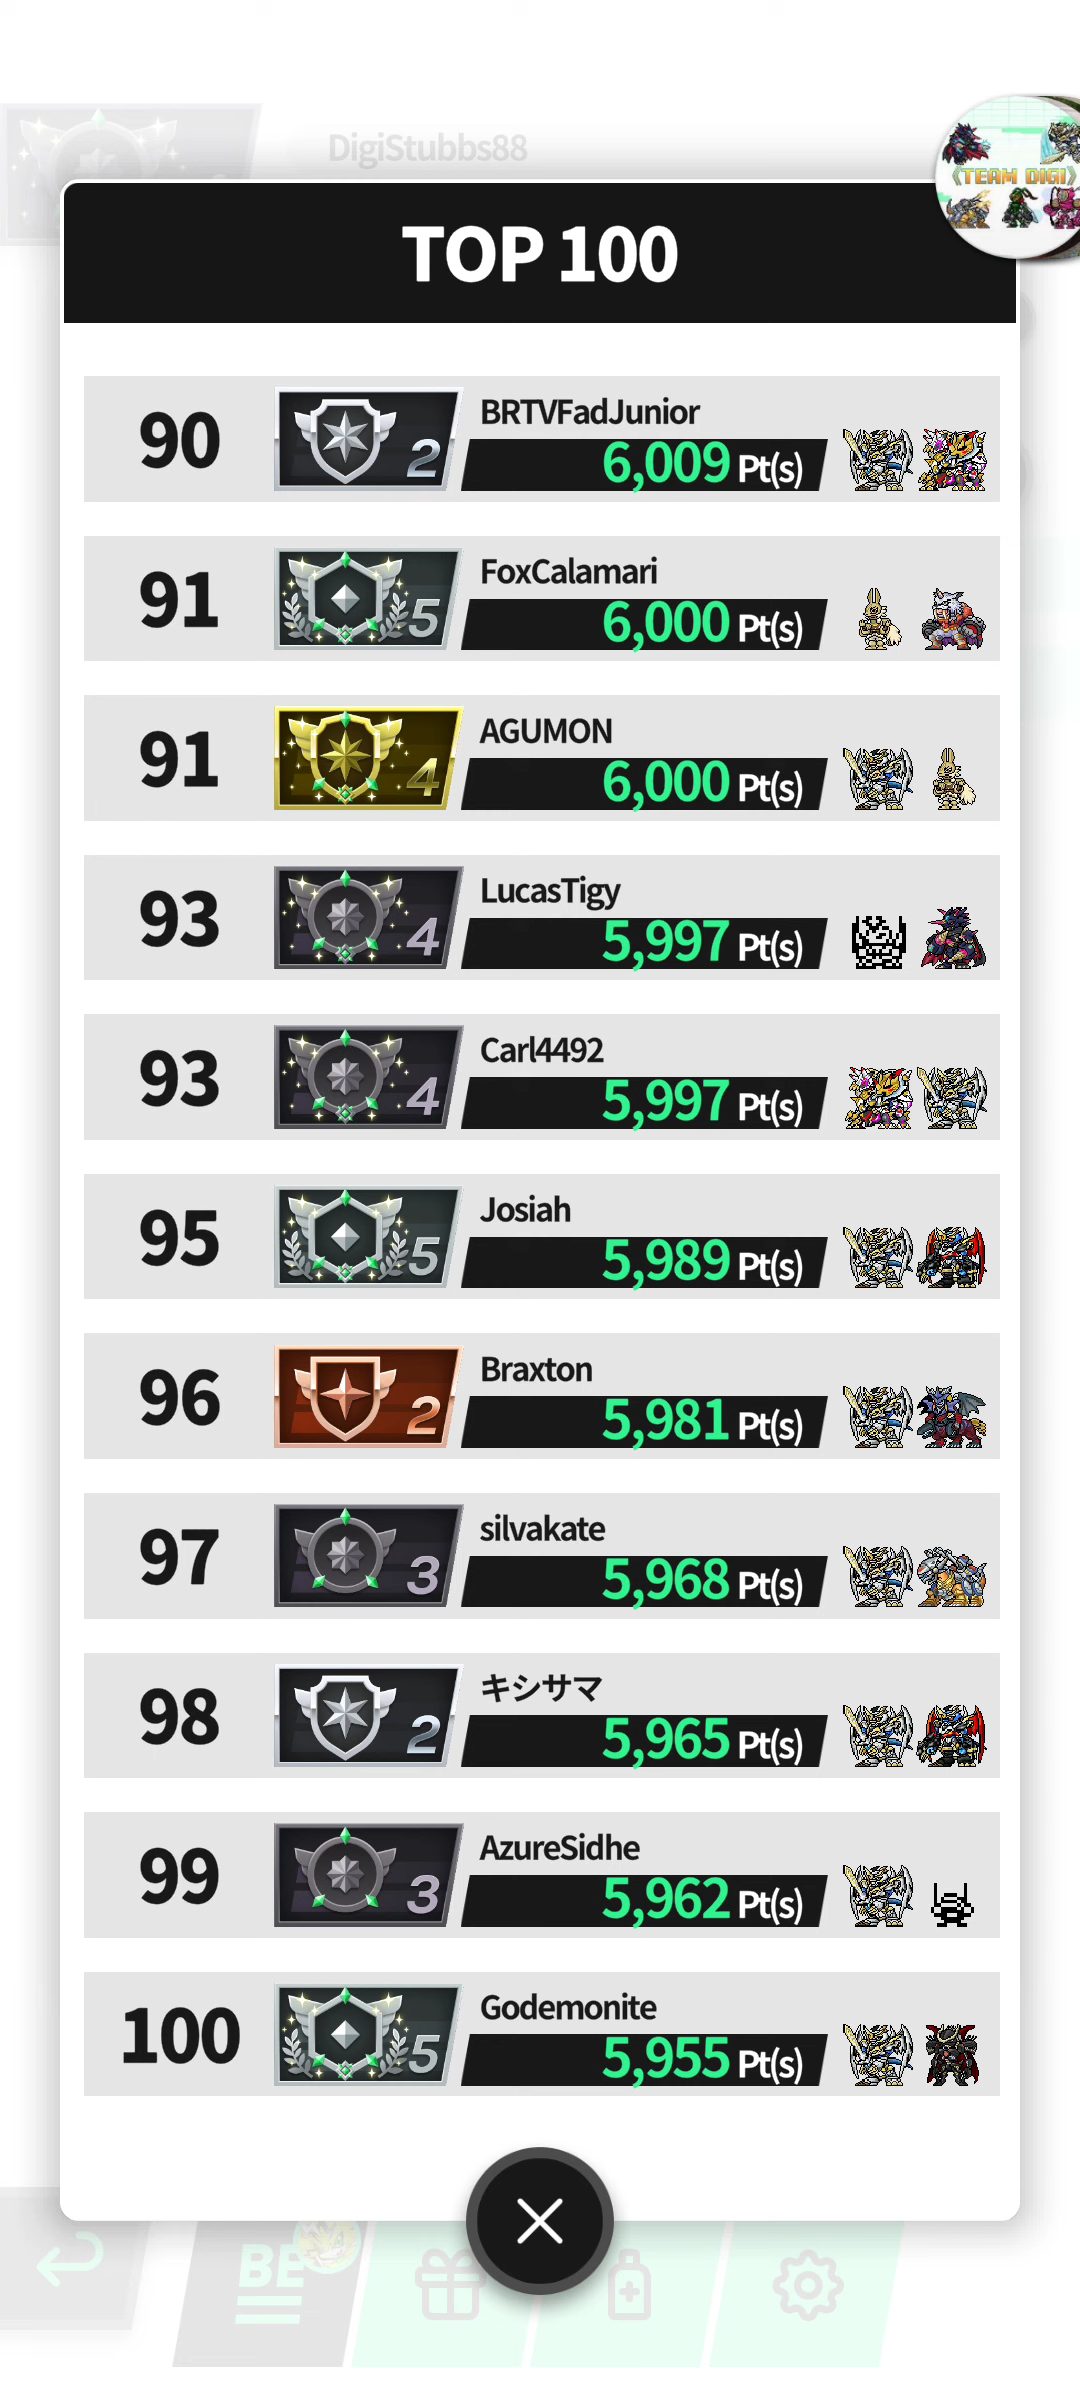 DigiStubbs88
《TEAM DIGI》
TOP 100
90
2
BRTVFadJunior
6,009 Pt(s)
91
5
FoxCalamari
6,000 Pt(s)
91
4
AGUMON
6,000 Pt(s)
93
4
LucasTigy
5,997 Pt(s)
93
4
Carl4492
5,997 Pt(s)
95
5
Josiah
5,989 Pt(s)
96
2
Braxton
5,981 Pt(s)
97
3
silvakate
5,968 Pt(s)
98
2
キシサマ
5,965 Pt(s)
99
3
AzureSidhe
5,962 Pt(s)
100
5
Godemonite
5,955 Pt(s)
BE